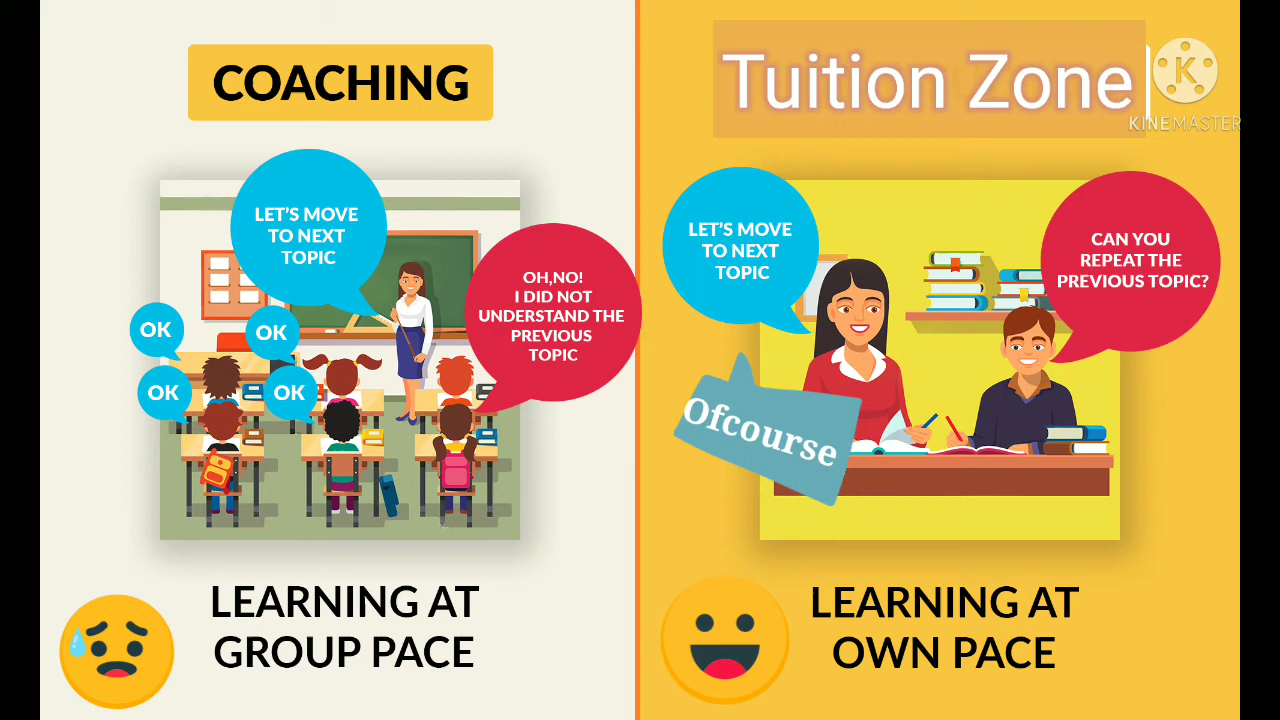 COACHING
LET'S MOVE
TO NEXT
TOPIC
OH,NO!
I DID NOT
UNDERSTAND THE
PREVIOUS
TOPIC
OK
OK
OK
OK
LEARNING AT
GROUP PACE
Tuition Zone
K
KINEMASTER
LET'S MOVE
TO NEXT
TOPIC
CAN YOU
REPEAT THE
PREVIOUS TOPIC?
Ofcourse
LEARNING AT
OWN PACE